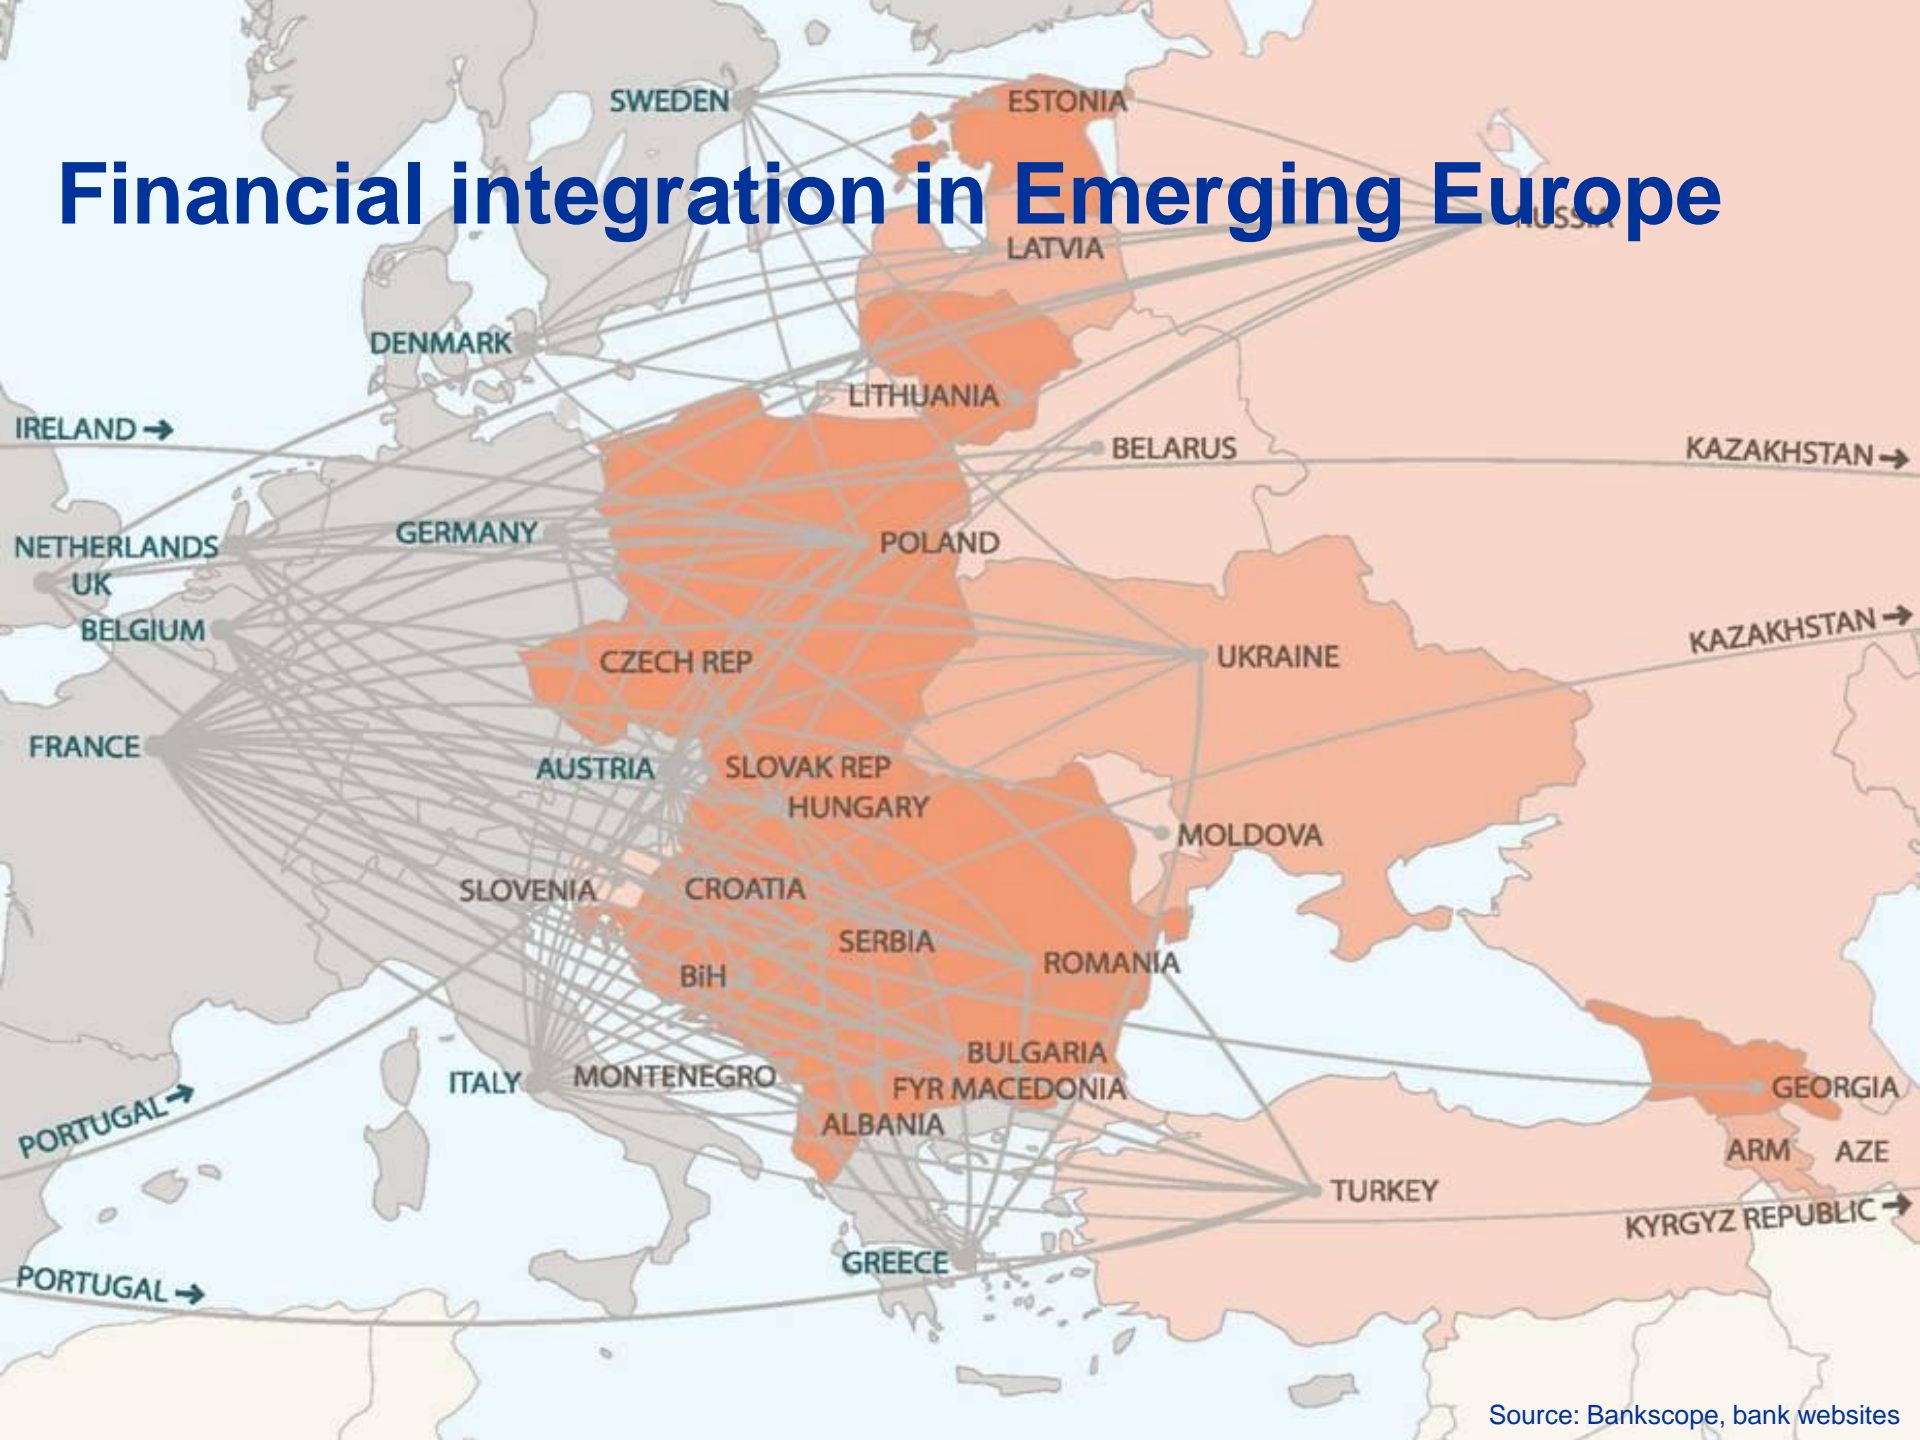 SWEDEN
ESTONIA
Financial integration in Emerging Europe
RUSSIA
LATVIA
DENMARK
LITHUANIA
IRELAND →
BELARUS
KAZAKHSTAN →
NETHERLANDS
GERMANY
POLAND
UK
BELGIUM
KAZAKHSTAN →
CZECH REP
UKRAINE
FRANCE
AUSTRIA
SLOVAK REP
HUNGARY
MOLDOVA
SLOVENIA
CROATIA
SERBIA
ROMANIA
BiH
BULGARIA
ITALY
MONTENEGRO
FYR MACEDONIA
GEORGIA
PORTUGAL →
ALBANIA
ARM
AZE
TURKEY
KYRGYZ REPUBLIC →
GREECE
PORTUGAL →
Source: Bankscope, bank websites